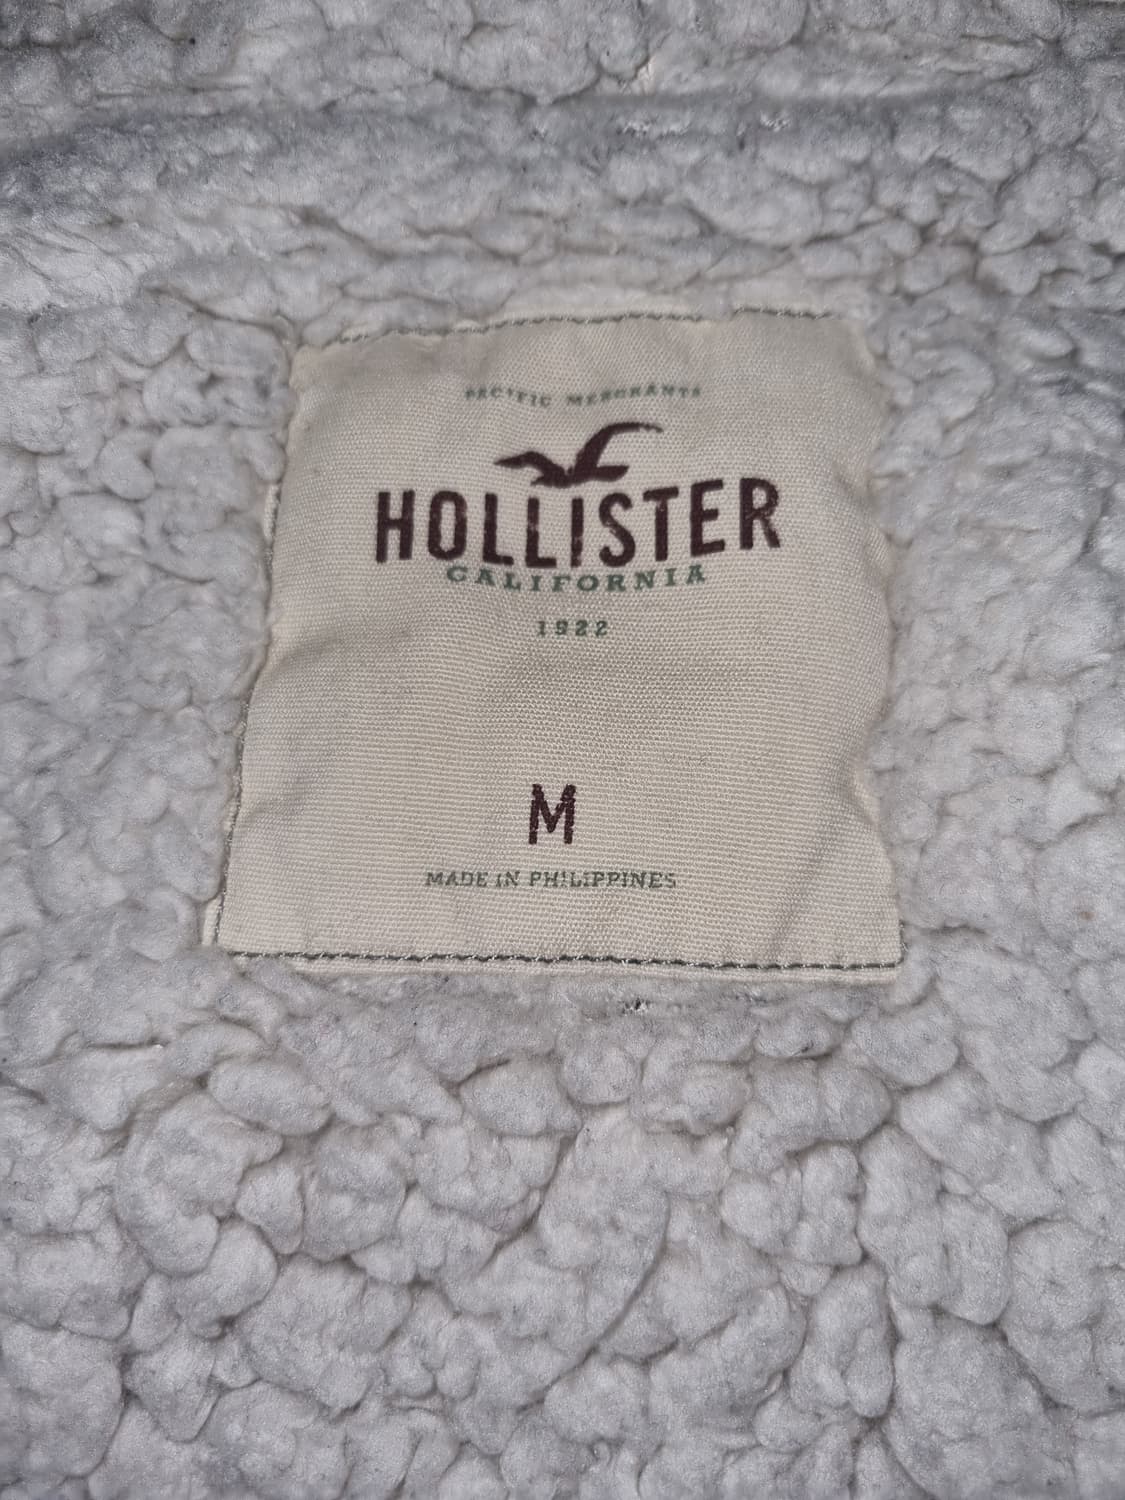 PACIFIC MERCHANTS
HOLLISTER
CALIFORNIA
1922
M
MADE IN PHILIPPINES